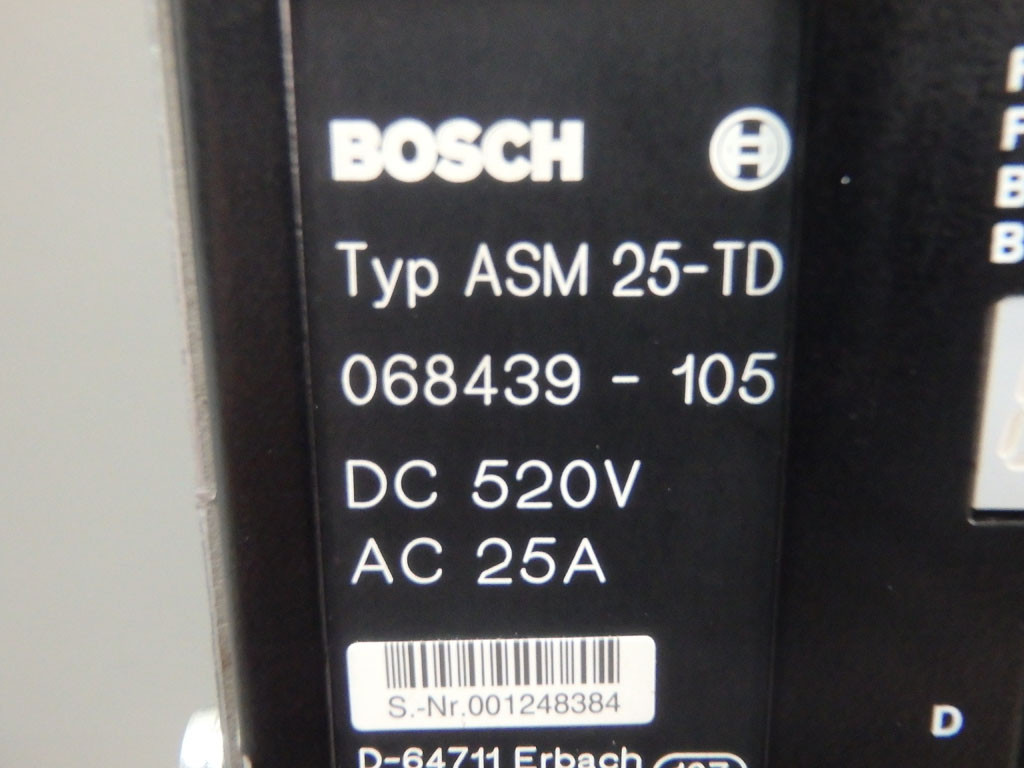 BOSCH
Typ ASM 25-TD
068439 - 105
DC 520V
AC 25A
S.-Nr.001248384
D-64711 Erbach
F
B
B
D